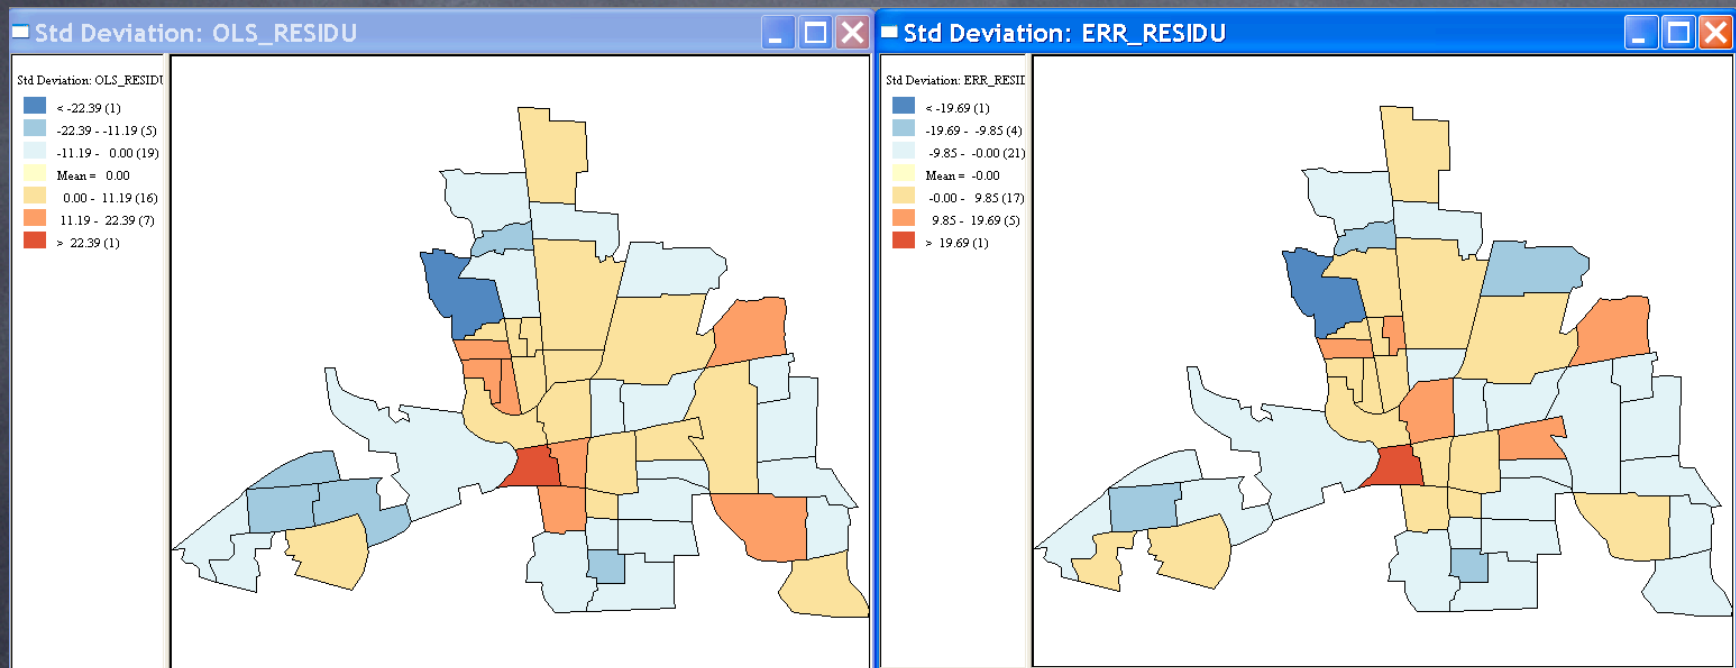 Std Deviation: OLS_RESIDU
Std Deviation: OLS_RESIDU
< -22.39 (1)
-22.39 - -11.19 (5)
-11.19 - 0.00 (19)
Mean = 0.00
0.00 - 11.19 (16)
11.19 - 22.39 (7)
> 22.39 (1)
Std Deviation: ERR_RESIDU
Std Deviation: ERR_RESID
< -19.69 (1)
-19.69 - -9.85 (4)
-9.85 - -0.00 (21)
Mean = -0.00
-0.00 - 9.85 (17)
9.85 - 19.69 (5)
> 19.69 (1)